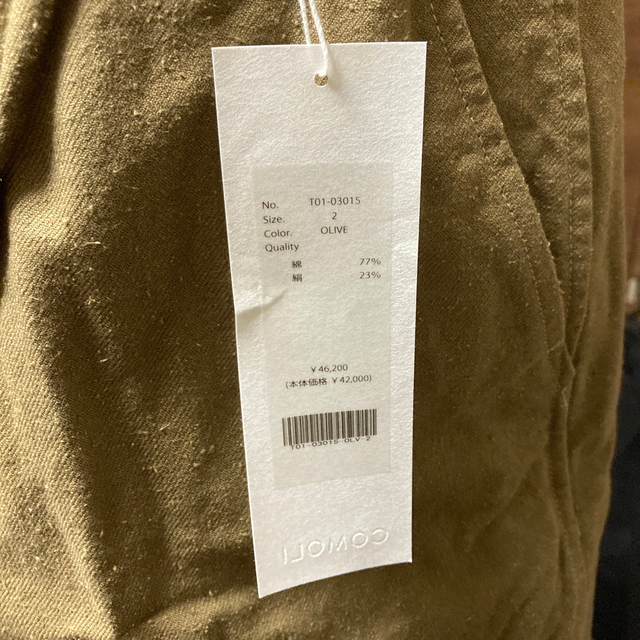 No. T01-03015
Size. 2
Color. OLIVE
Quality
綿 77%
絹 23%
¥46,200
(本体価格 ¥42,000)
T01-03015-OLV-2
COMOLI